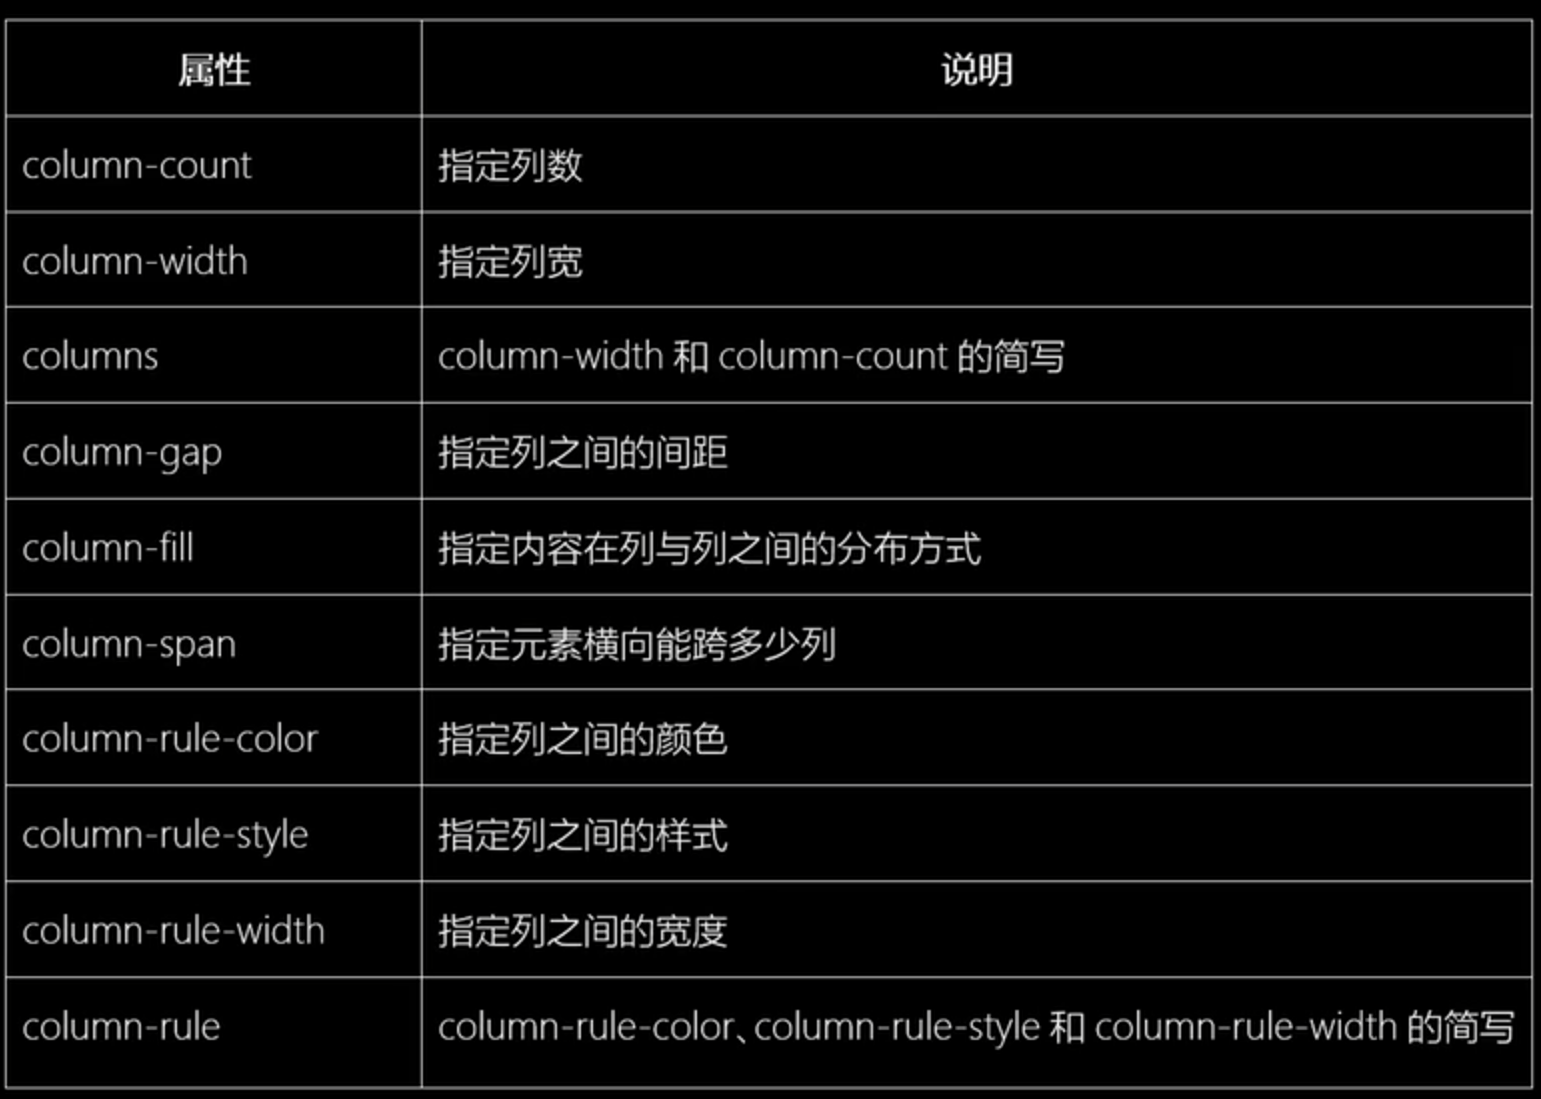 属性 说明
column-count 指定列数
column-width 指定列宽
columns column-width 和 column-count 的简写
column-gap 指定列之间的间距
column-fill 指定内容在列与列之间的分布方式
column-span 指定元素横向能跨多少列
column-rule-color 指定列之间的颜色
column-rule-style 指定列之间的样式
column-rule-width 指定列之间的宽度
column-rule column-rule-color、column-rule-style 和 column-rule-width 的简写